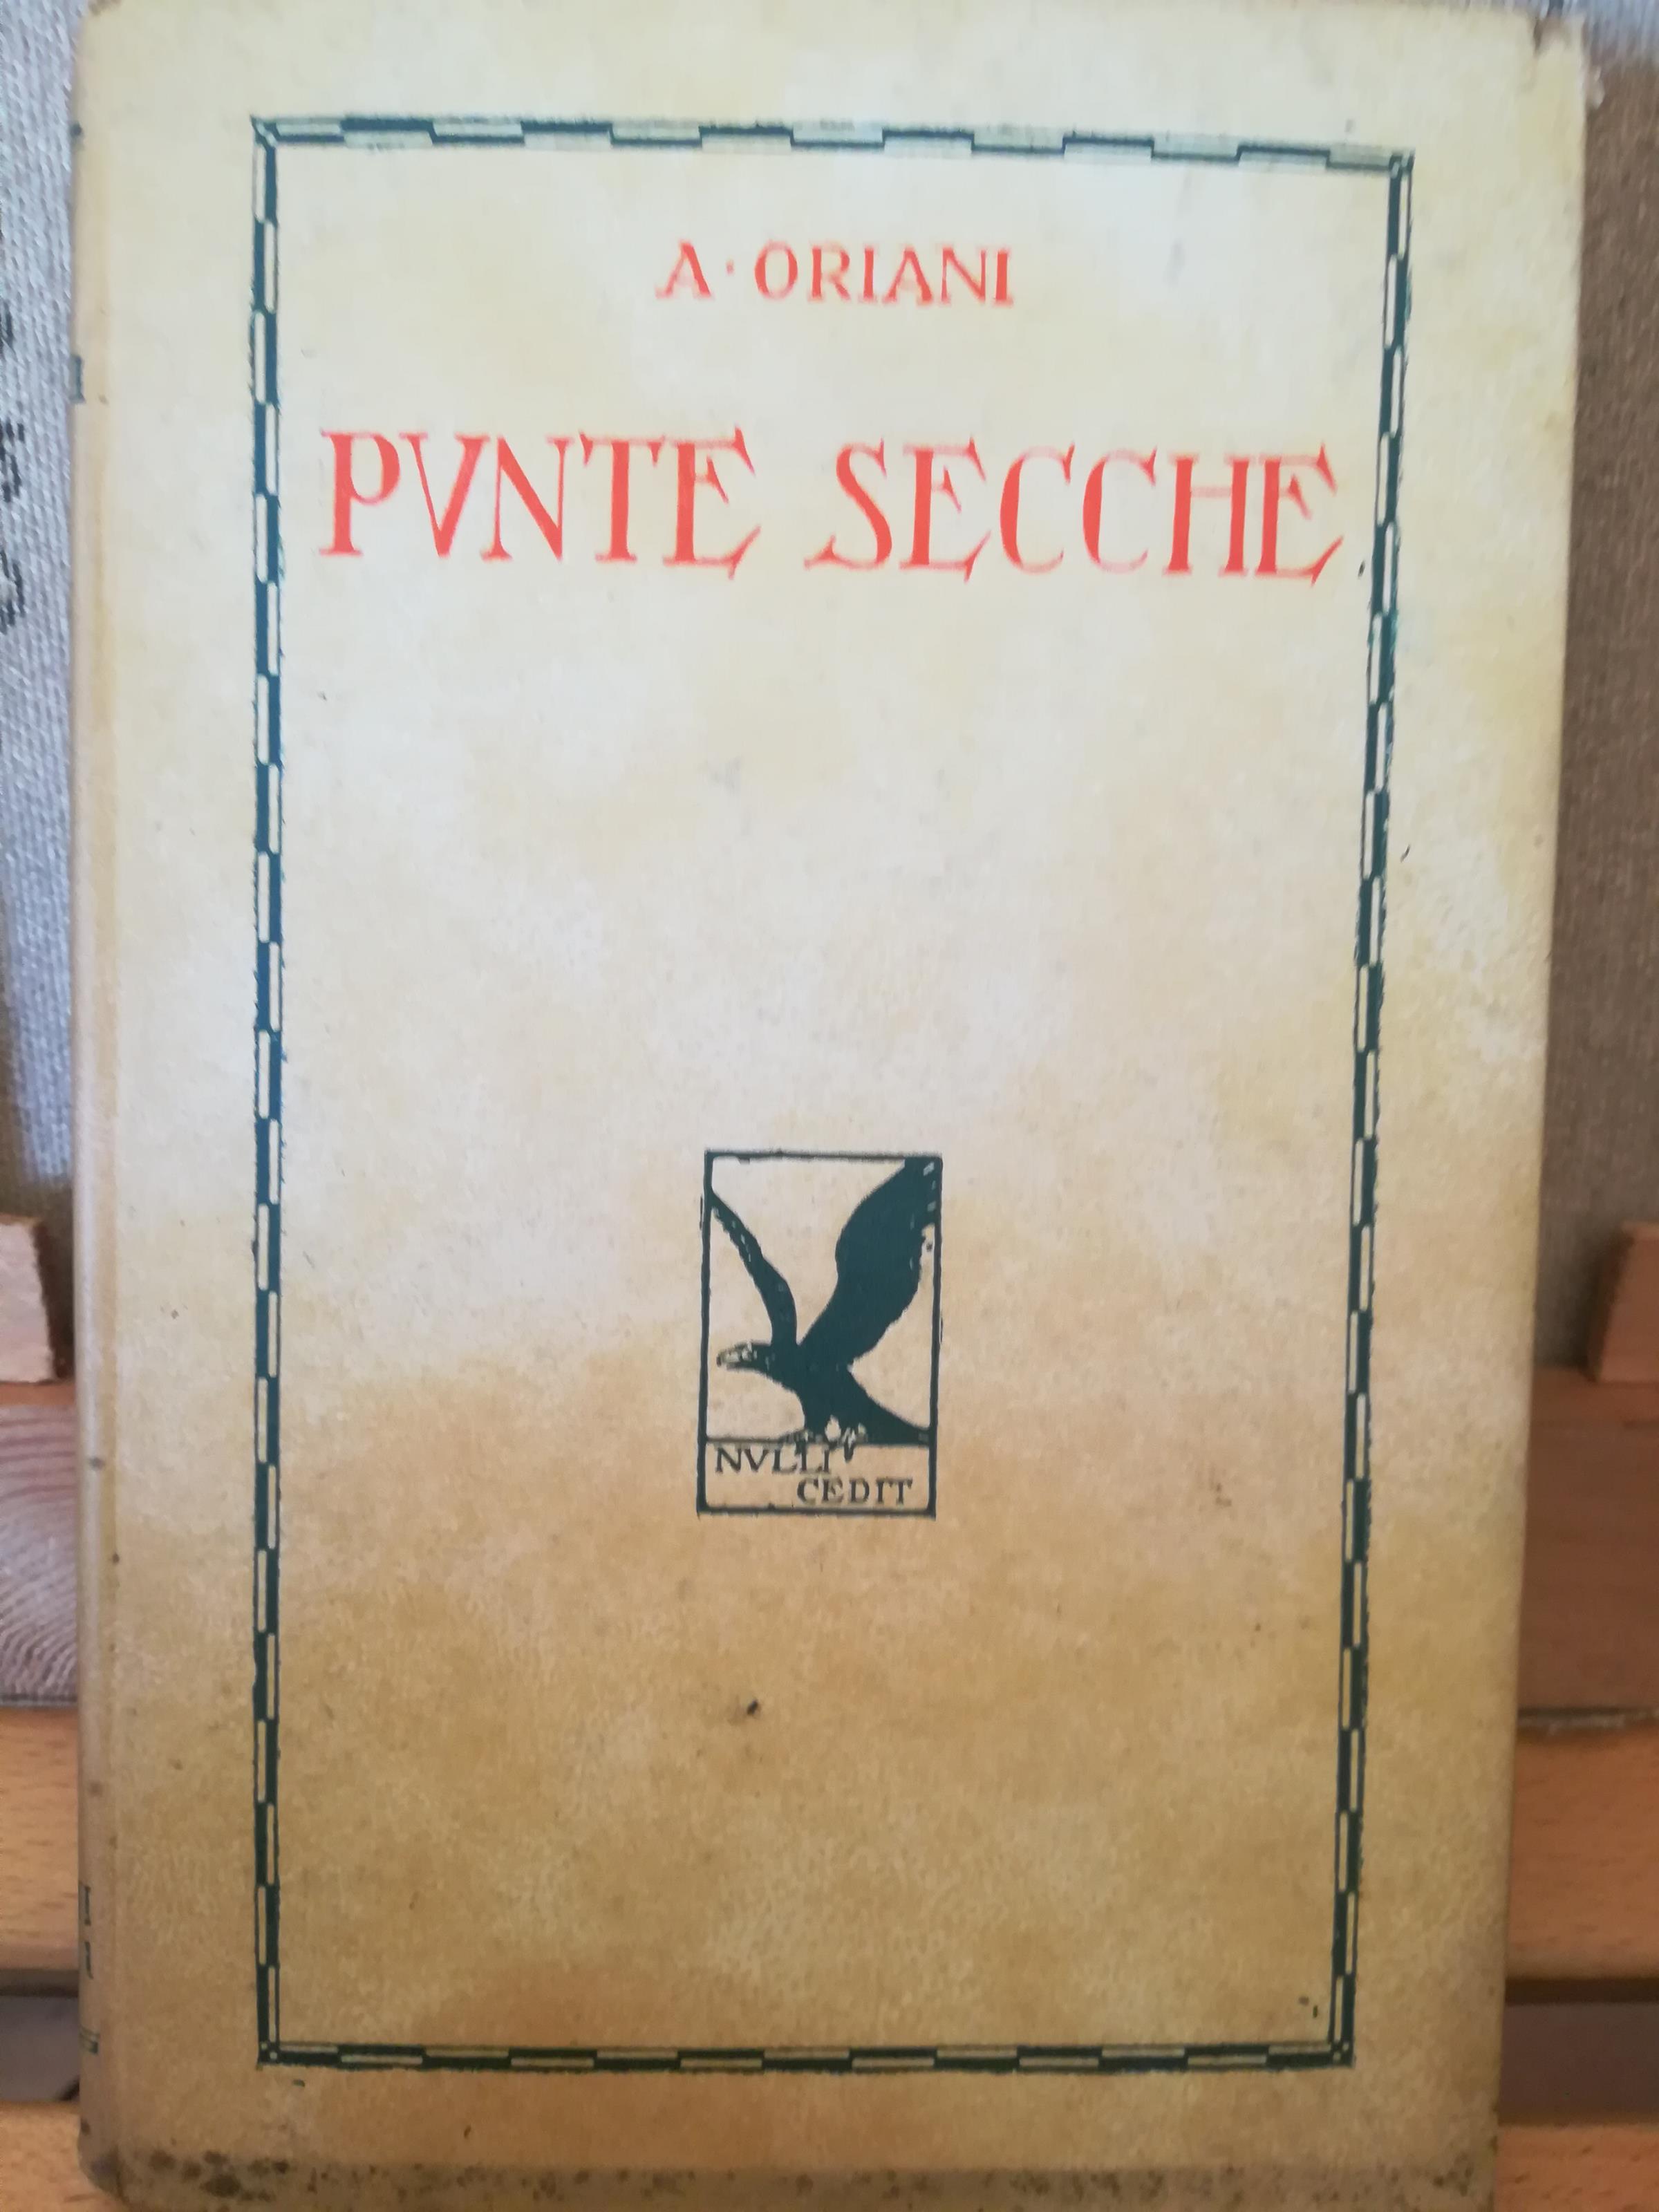 A · ORIANI
PVNTE SECCHE
NVLLI
CEDIT